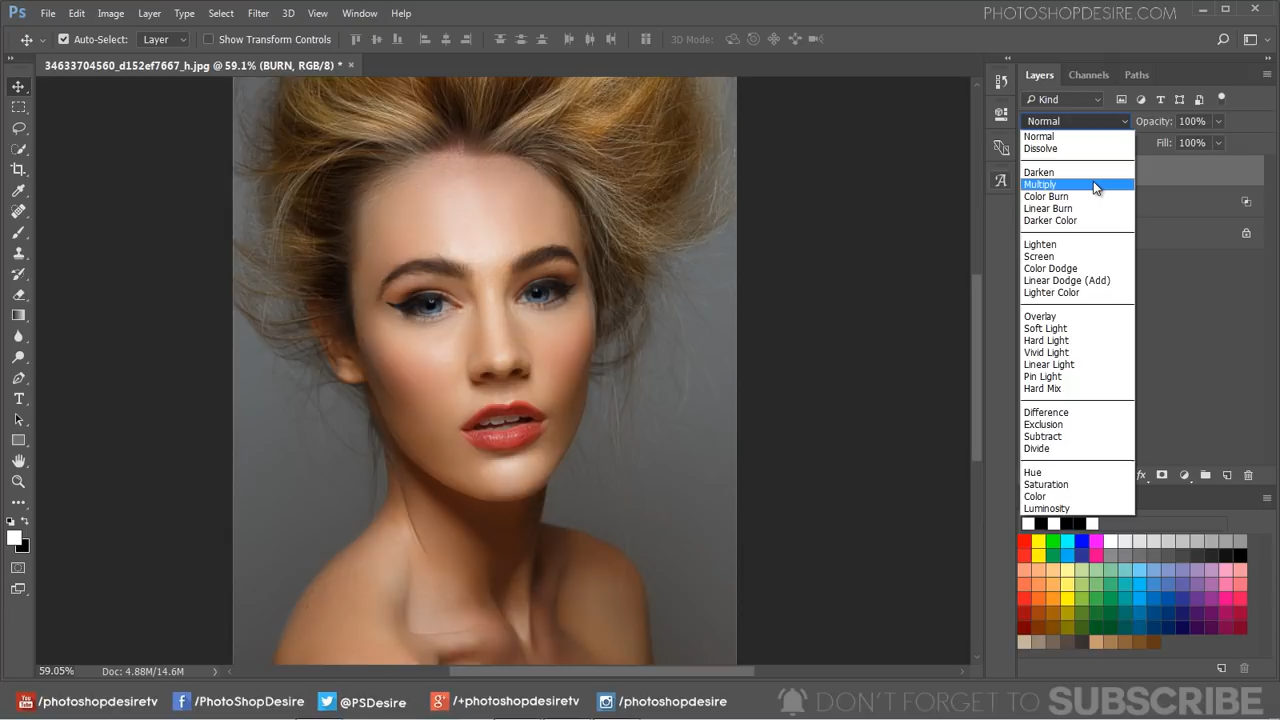 PHOTOSHOPDESIRE.COM
Ps File Edit Image Layer Type Select Filter 3D View Window Help
Auto-Select: Layer Show Transform Controls 3D Mode:
34633704560_d152ef7667_h.jpg @ 59.1% (BURN, RGB/8) *
Layers Channels Paths
Kind
Normal Opacity: 100%
Fill: 100%
Normal
Dissolve
Darken
Multiply
Color Burn
Linear Burn
Darker Color
Lighten
Screen
Color Dodge
Linear Dodge (Add)
Lighter Color
Overlay
Soft Light
Hard Light
Vivid Light
Linear Light
Pin Light
Hard Mix
Difference
Exclusion
Subtract
Divide
Hue
Saturation
Color
Luminosity
fx
59.05% Doc: 4.88M/14.6M
/photoshopdesiretv /PhotoShopDesire @PSDesire /+photoshopdesiretv /photoshopdesire DON'T FORGET TO SUBSCRIBE